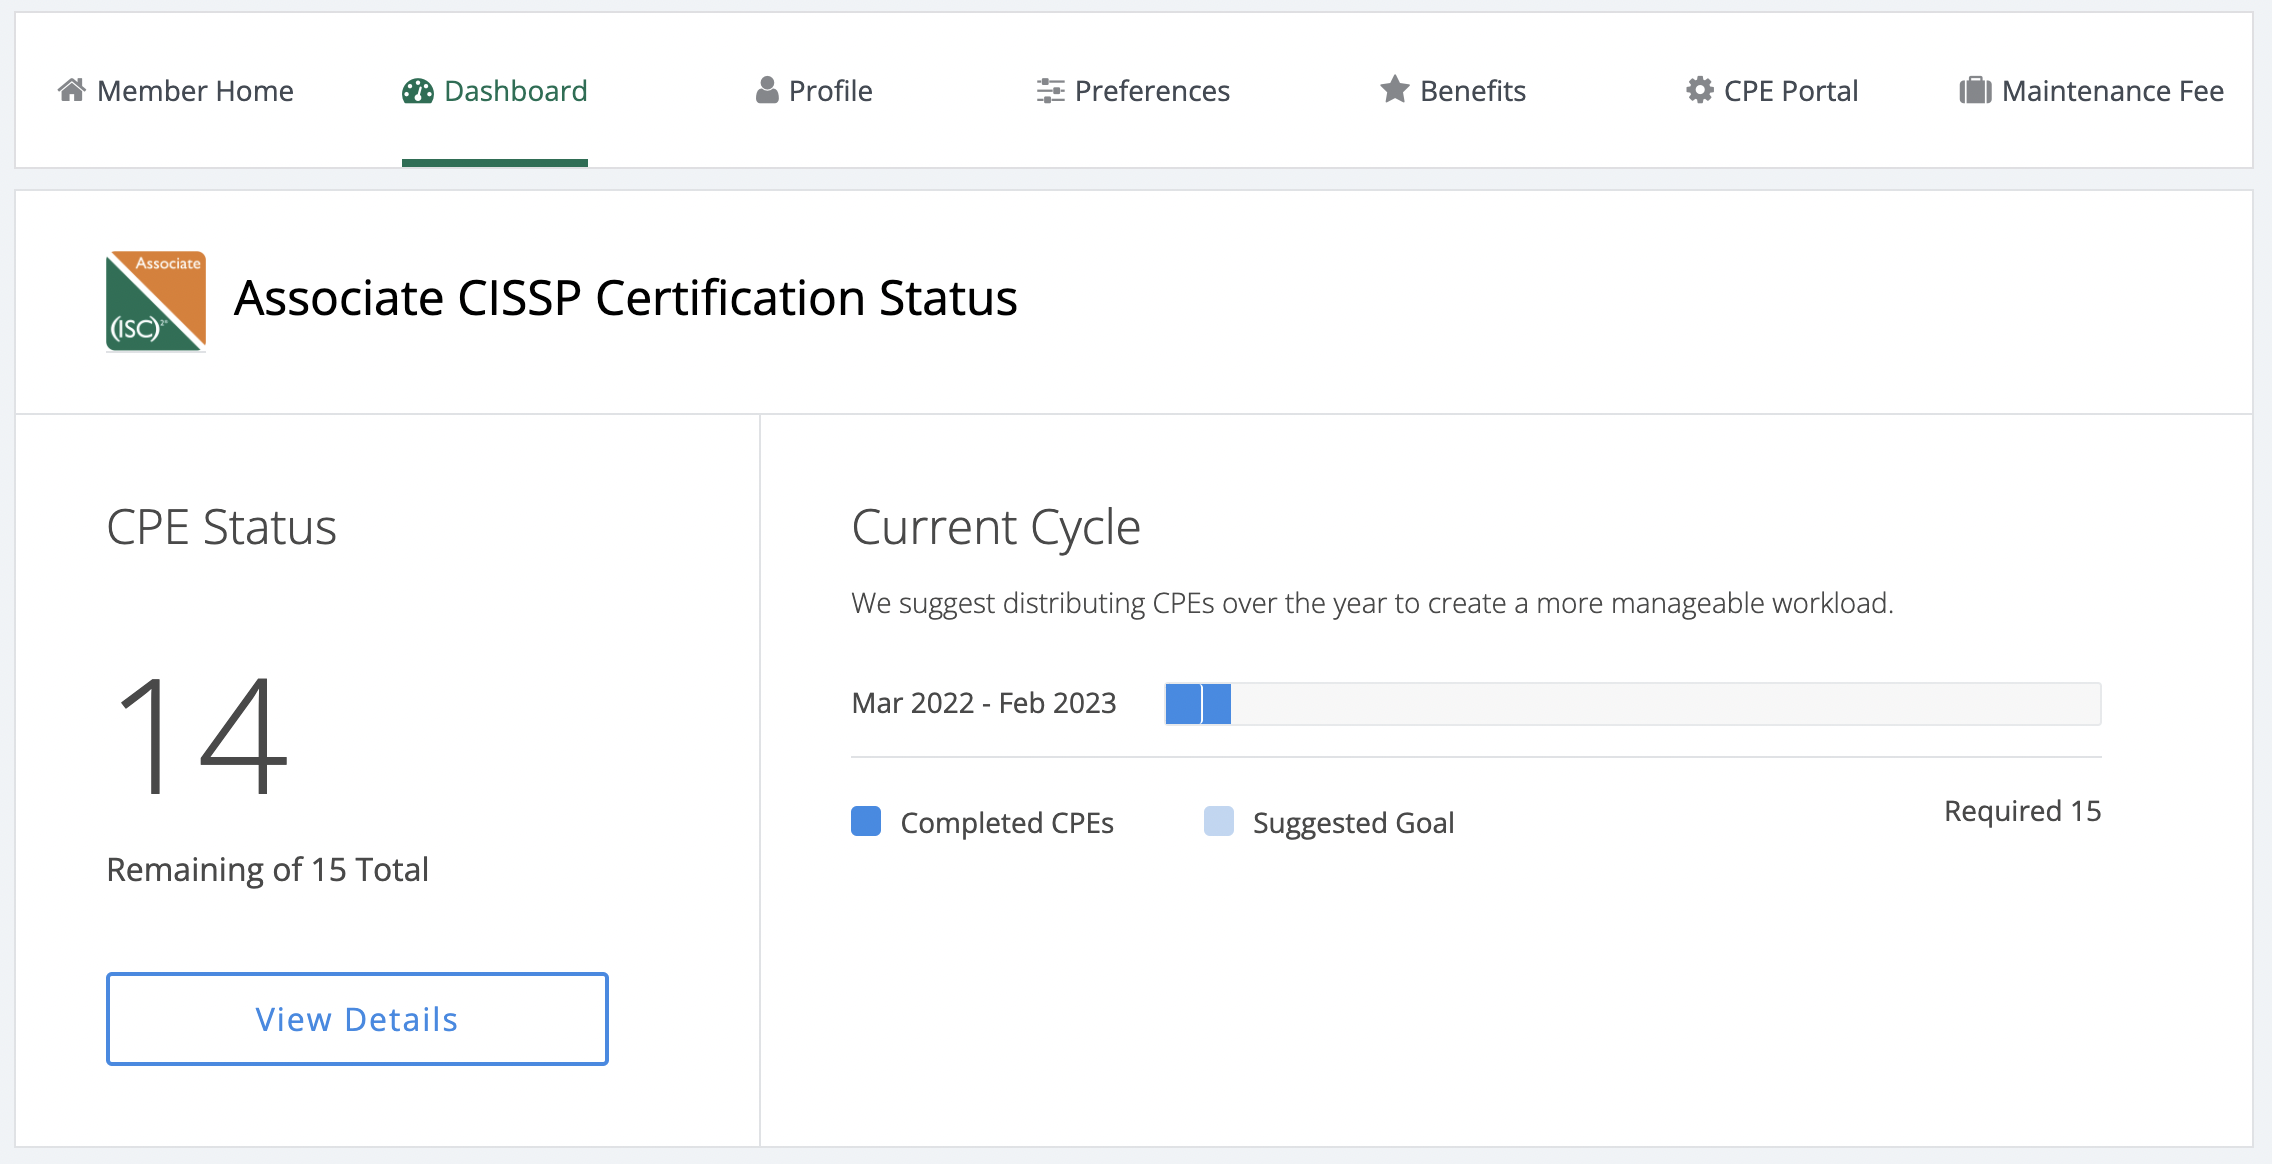 Member Home
Dashboard
Profile
Preferences
Benefits
CPE Portal
Maintenance Fee
Associate
(ISC)²®
Associate CISSP Certification Status
CPE Status
14
Remaining of 15 Total
View Details
Current Cycle
We suggest distributing CPEs over the year to create a more manageable workload.
Mar 2022 - Feb 2023
Completed CPEs
Suggested Goal
Required 15